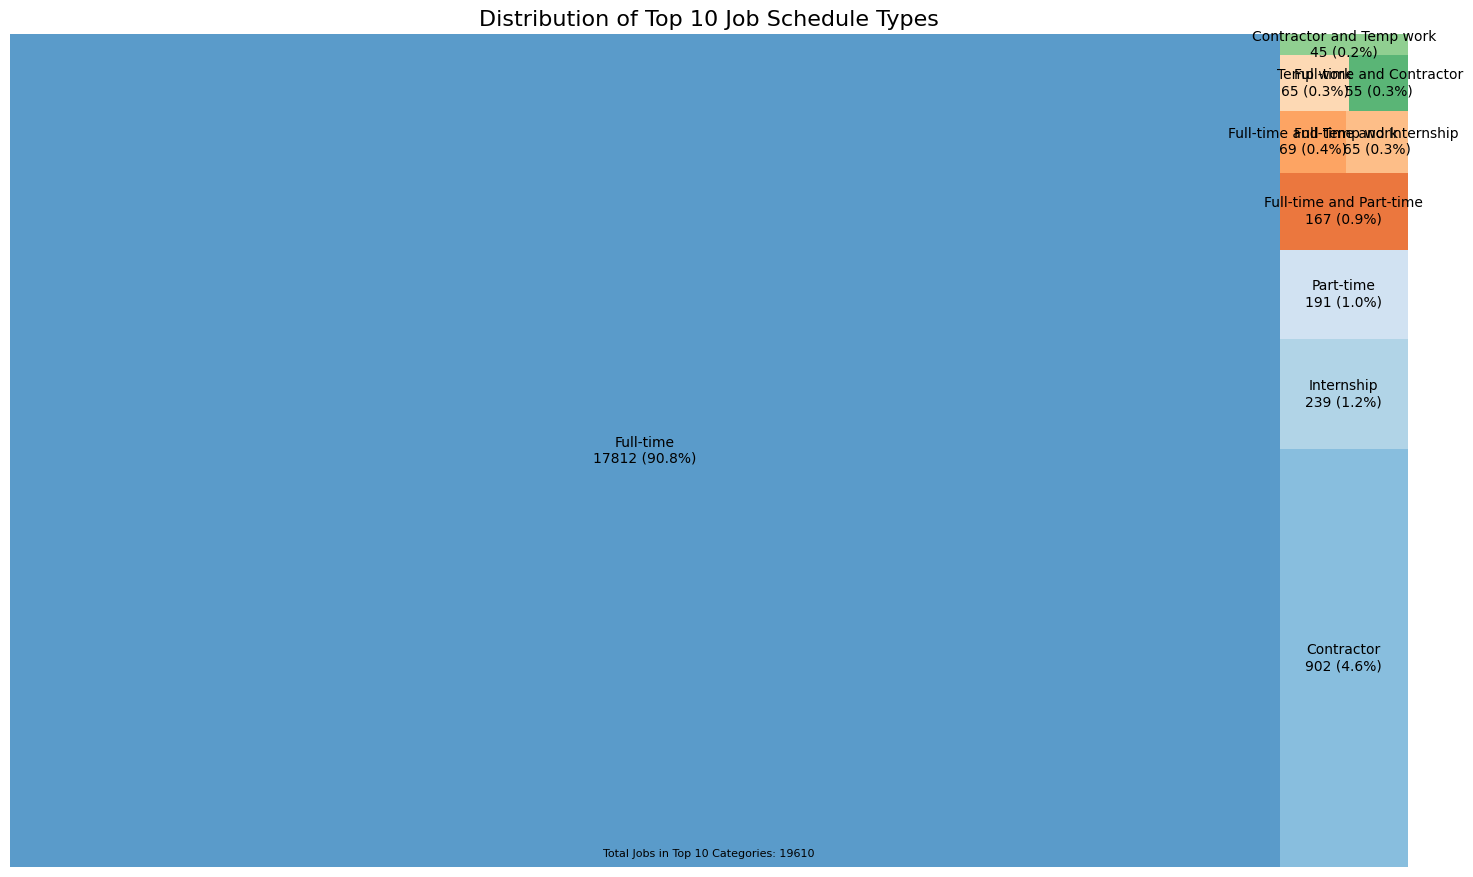 Distribution of Top 10 Job Schedule Types
Contractor and Temp work
45 (0.2%)
Temp work
65 (0.3%)
Full-time and Contractor
55 (0.3%)
Full-time and Temp work
69 (0.4%)
Full-time and Internship
65 (0.3%)
Full-time and Part-time
167 (0.9%)
Part-time
191 (1.0%)
Internship
239 (1.2%)
Full-time
17812 (90.8%)
Contractor
902 (4.6%)
Total Jobs in Top 10 Categories: 19610